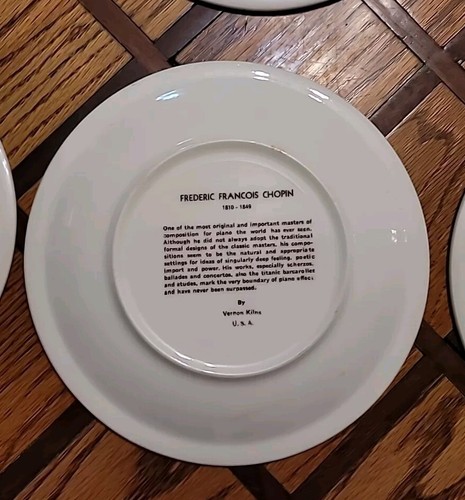 FREDERIC FRANCOIS CHOPIN
1810 - 1849
One of the most original and important masters of
composition for piano the world has ever seen.
Although he did not always adopt the traditional
formal designs of the classic masters, his compo-
sitions seem to be the natural and appropriate
settings for ideas of singularly deep feeling, poetic
import and power. His works, especially scherzos,
ballades and concertos, also the titanic barcarolles
and studies, mark the very boundary of piano effect
and have never been surpassed.
By
Vernon Kilns
U. S. A.